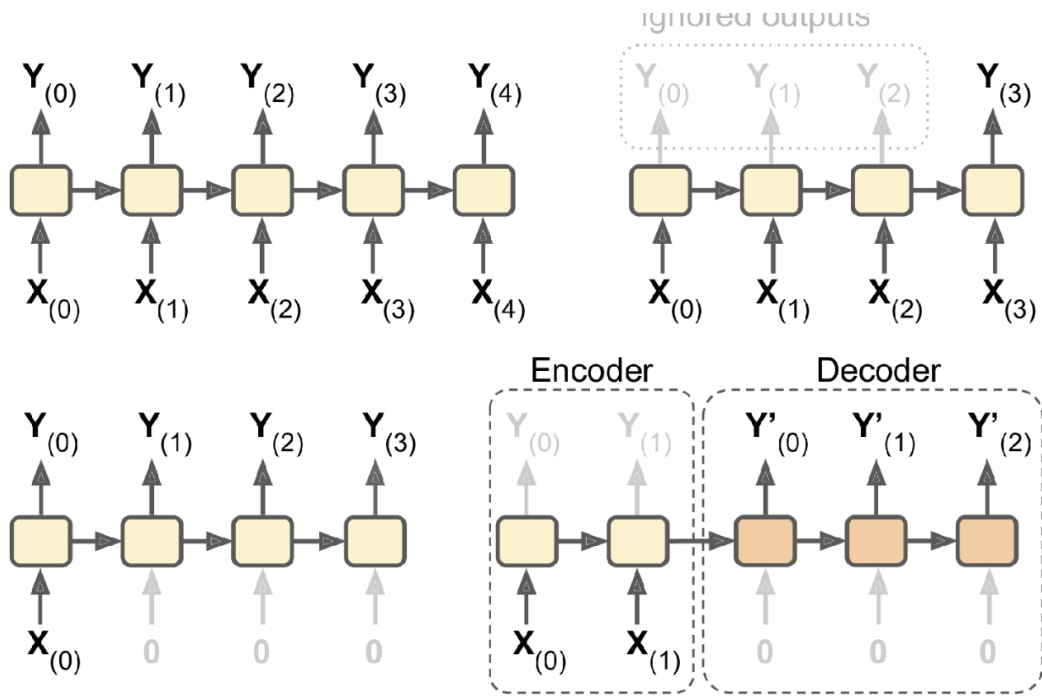 ignored outputs
Y(0) Y(1) Y(2) Y(3) Y(4)
Y(0) Y(1) Y(2) Y(3)
X(0) X(1) X(2) X(3) X(4)
X(0) X(1) X(2) X(3)
Encoder Decoder
Y(0) Y(1) Y(2) Y(3)
Y(0) Y(1) Y'(0) Y'(1) Y'(2)
X(0) 0 0 0
X(0) X(1) 0 0 0